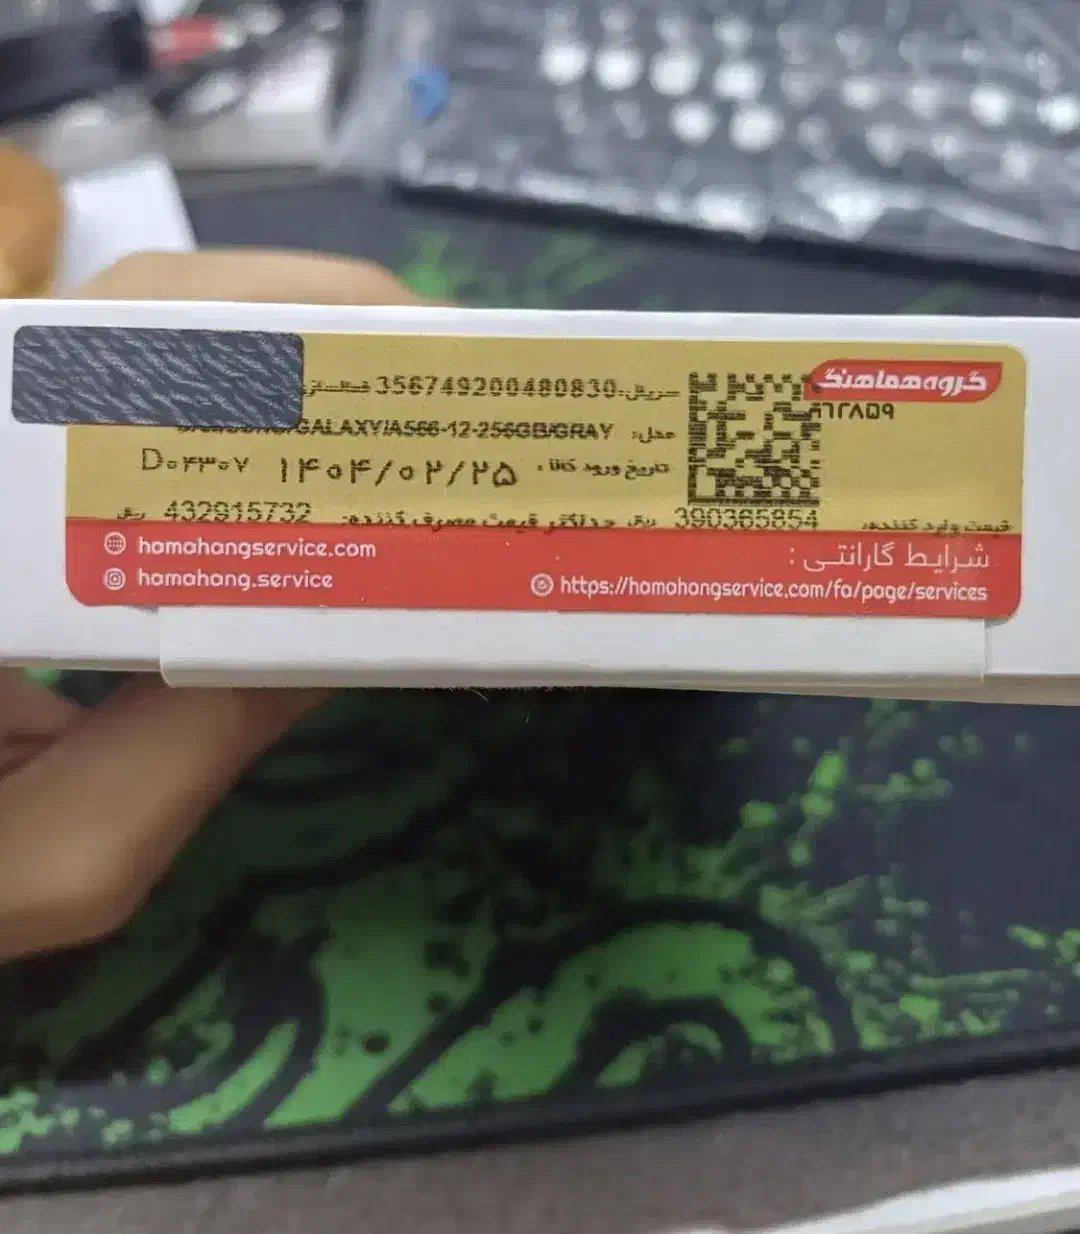 گروه هماهنگ
سریال: 356749200480830
۹۶۲۸۵۹
مدل: GALAXY/A566-12-256GB/GRAY
تاریخ ورود کالا: ۱۴۰۴/۰۲/۲۵ D۰۴۳۰۷
قیمت وارد کننده: 390365854 ریال حداکثر قیمت مصرف کننده: 432915732 ریال
شرایط گارانتی :
https://hamahangservice.com/fa/page/services
hamahangservice.com
hamahang.service